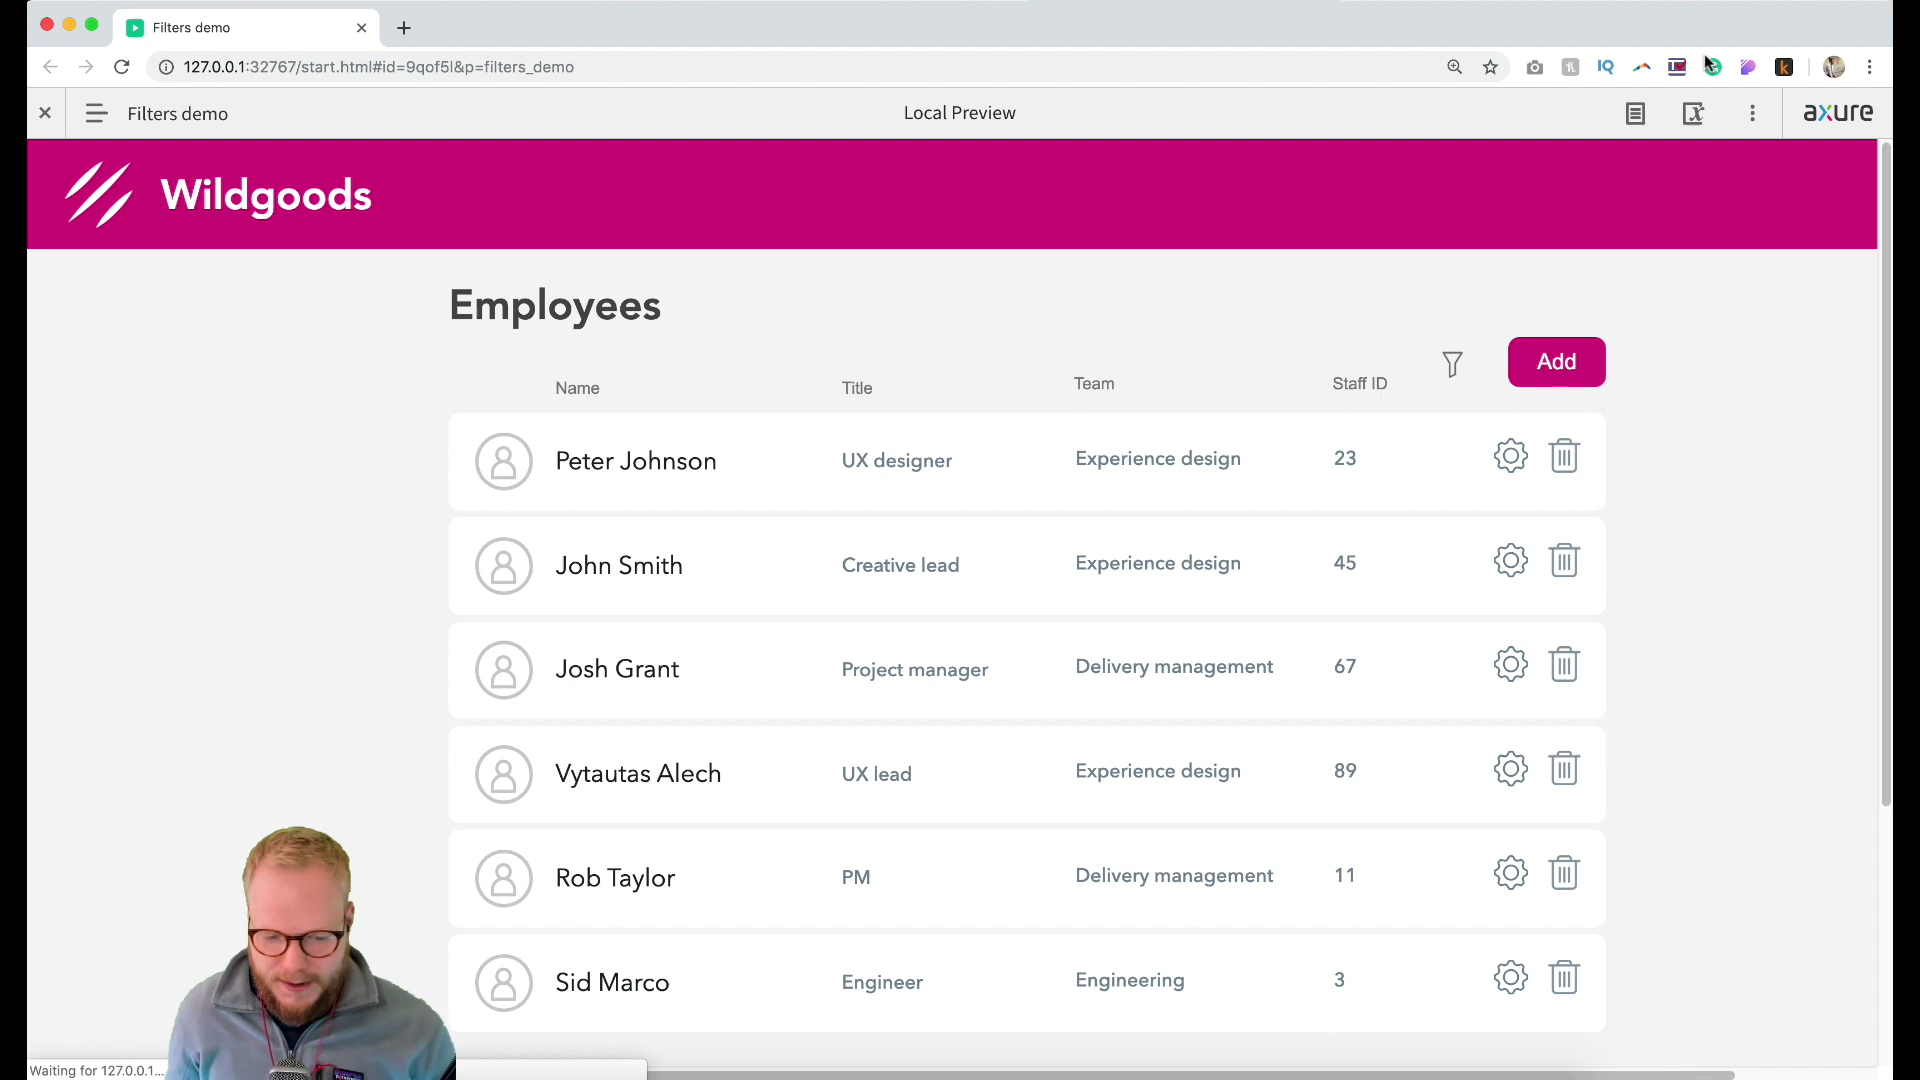 Filters demo
127.0.0.1:32767/start.html#id=9qof5l&p=filters_demo
IQ
k
Filters demo
Local Preview
axure
Wildgoods
Employees
Name Title Team Staff ID Add
Peter Johnson UX designer Experience design 23
John Smith Creative lead Experience design 45
Josh Grant Project manager Delivery management 67
Vytautas Alech UX lead Experience design 89
Rob Taylor PM Delivery management 11
Sid Marco Engineer Engineering 3
Waiting for 127.0.0.1...